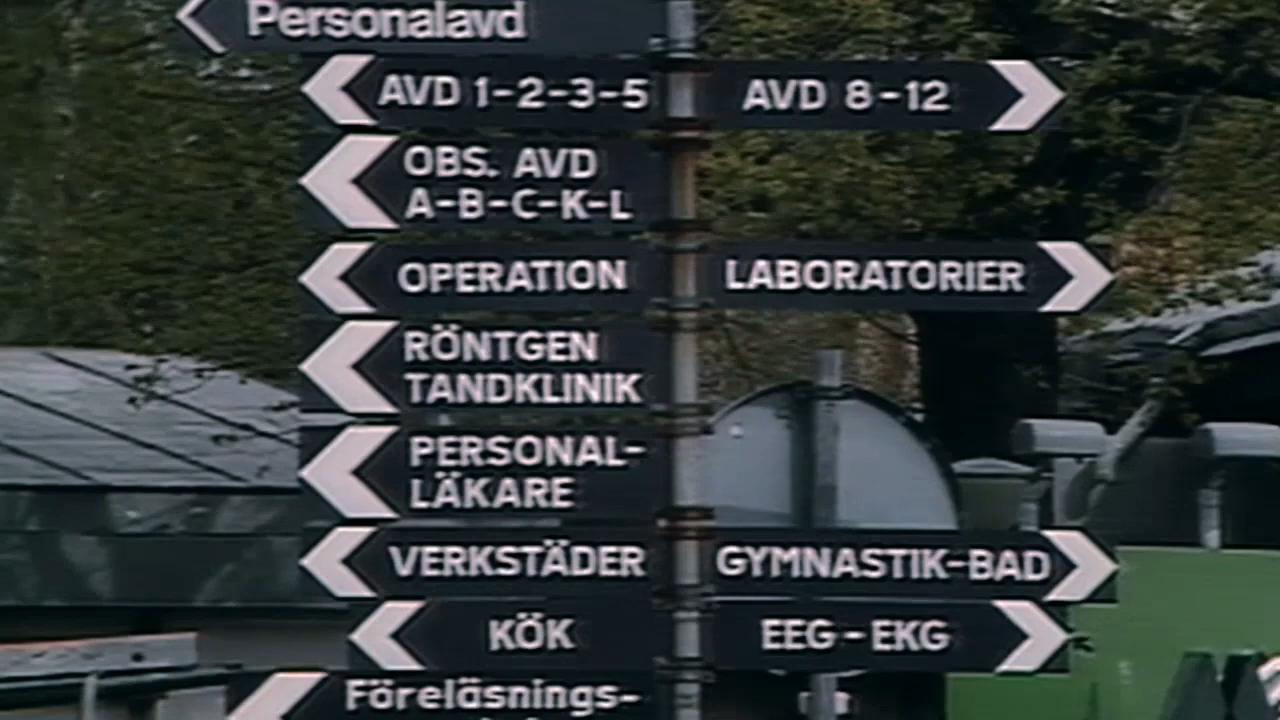 Personalavd
AVD 1-2-3-5
AVD 8-12
OBS. AVD
A-B-C-K-L
OPERATION
LABORATORIER
RÖNTGEN
TANDKLINIK
PERSONAL-
LÄKARE
VERKSTÄDER
GYMNASTIK-BAD
KÖK
EEG-EKG
Föreläsnings-